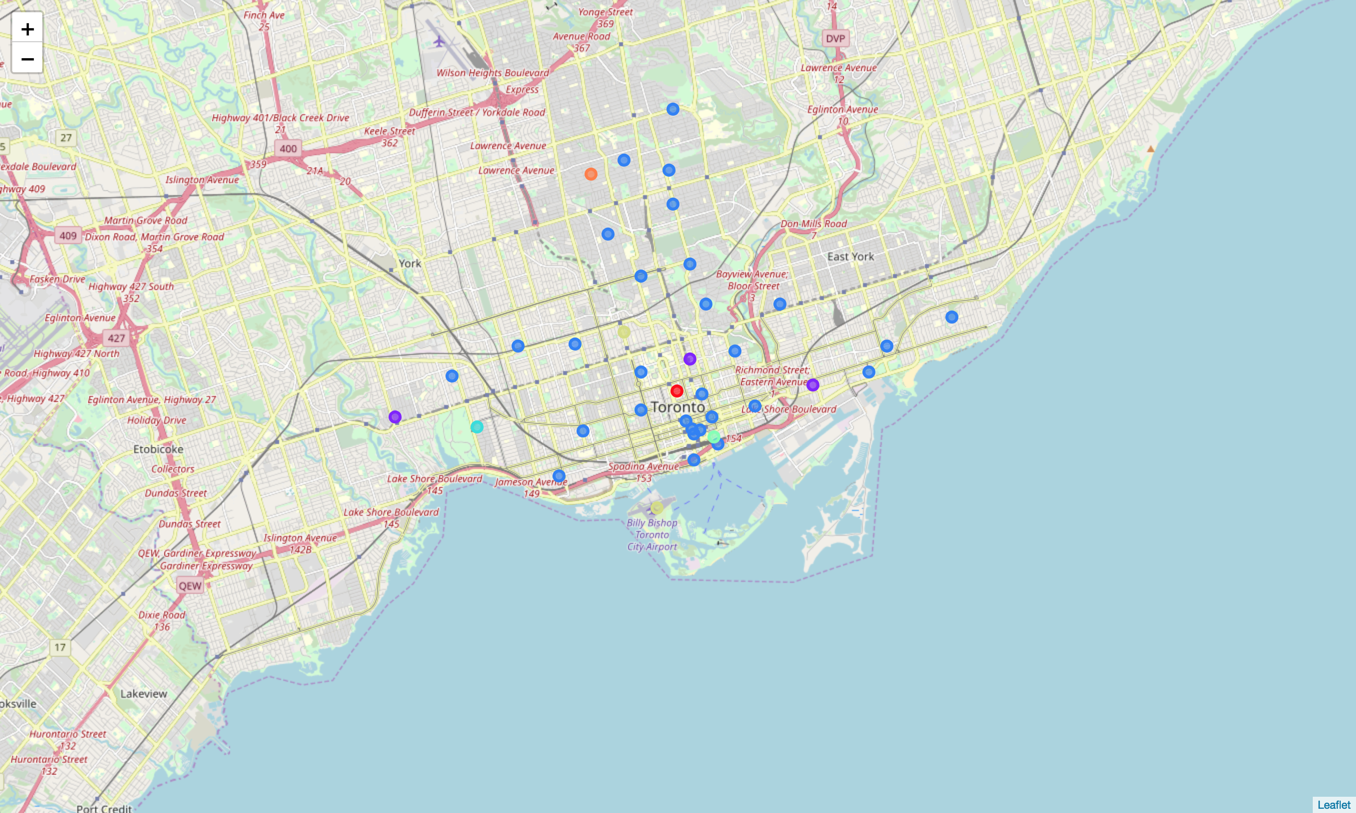 +
−
Finch Ave
25
Yonge Street
369
Avenue Road
367
14
DVP
Lawrence Avenue
12
Wilson Heights Boulevard
Express
Dufferin Street / Yorkdale Road
Eglinton Avenue
10
Highway 401/Black Creek Drive
21
Keele Street
362
27
400
359
21A
20
Lawrence Avenue
Lawrence Avenue
exdale Boulevard
Islington Avenue
ghway 409
Martin Grove Road
409
Dixon Road, Martin Grove Road
354
Don Mills Road
7
East York
York
Fasken Drive
Highway 427 South
352
Bayview Avenue;
Bloor Street
3
Eglinton Avenue
427
Highway 427 North
Road, Highway 410
Richmond Street;
Eastern Avenue
Highway 427
Eglinton Avenue, Highway 27
Toronto
Lake Shore Boulevard
Holiday Drive
154
Etobicoke
Collectors
Spadina Avenue
153
Lake Shore Boulevard
145
Jameson Avenue
149
Dundas Street
Lake Shore Boulevard
145
Dundas Street
Billy Bishop
Toronto
City Airport
Islington Avenue
142B
QEW, Gardiner Expressway
Gardiner Expressway
QEW
Dixie Road
136
17
Lakeview
oksville
Hurontario Street
132
Hurontario Street
132
Port Credit
Leaflet